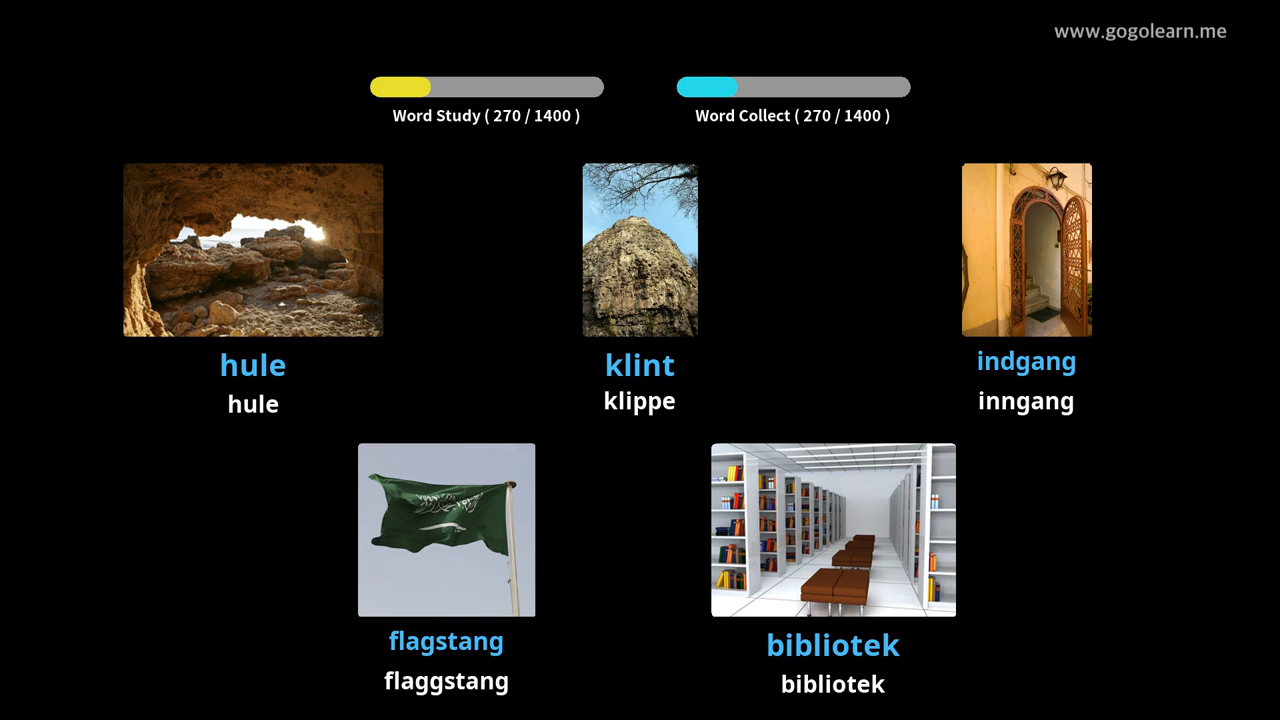 www.gogolearn.me
Word Study ( 270 / 1400 )
Word Collect ( 270 / 1400 )
hule
hule
klint
klippe
indgang
inngang
flagstang
flaggstang
bibliotek
bibliotek